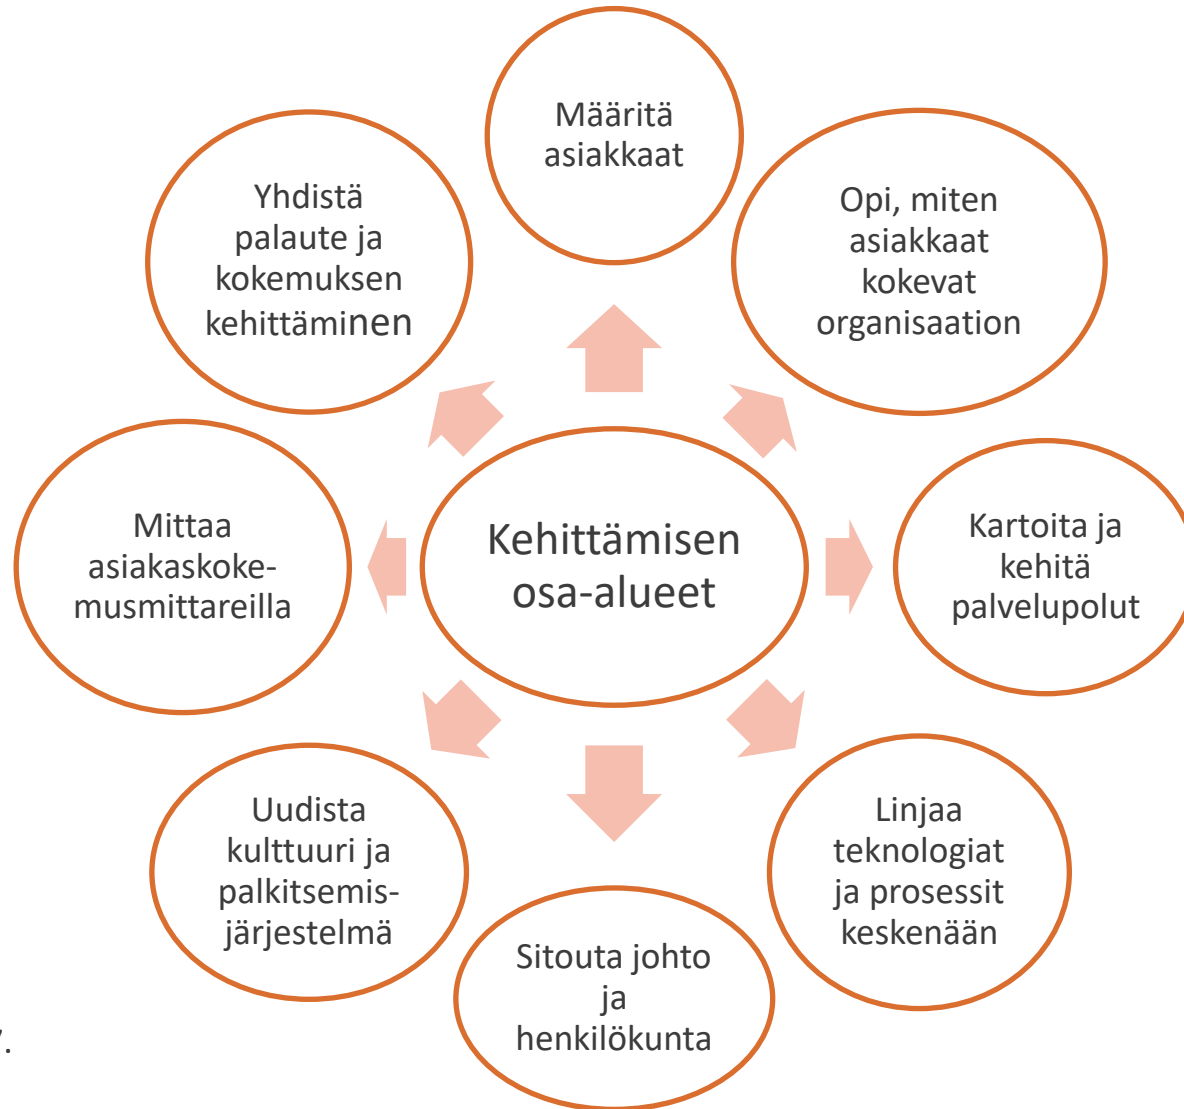 Määritä
asiakkaat
Opi, miten
asiakkaat
kokevat
organisaation
Kartoita ja
kehitä
palvelupolut
Linjaa
teknologiat
ja prosessit
keskenään
Sitouta johto
ja
henkilökunta
Uudista
kulttuuri ja
palkitsemis-
järjestelmä
Mittaa
asiakaskoke-
musmittareilla
Yhdistä
palaute ja
kokemuksen
kehittäminen
Kehittämisen
osa-alueet